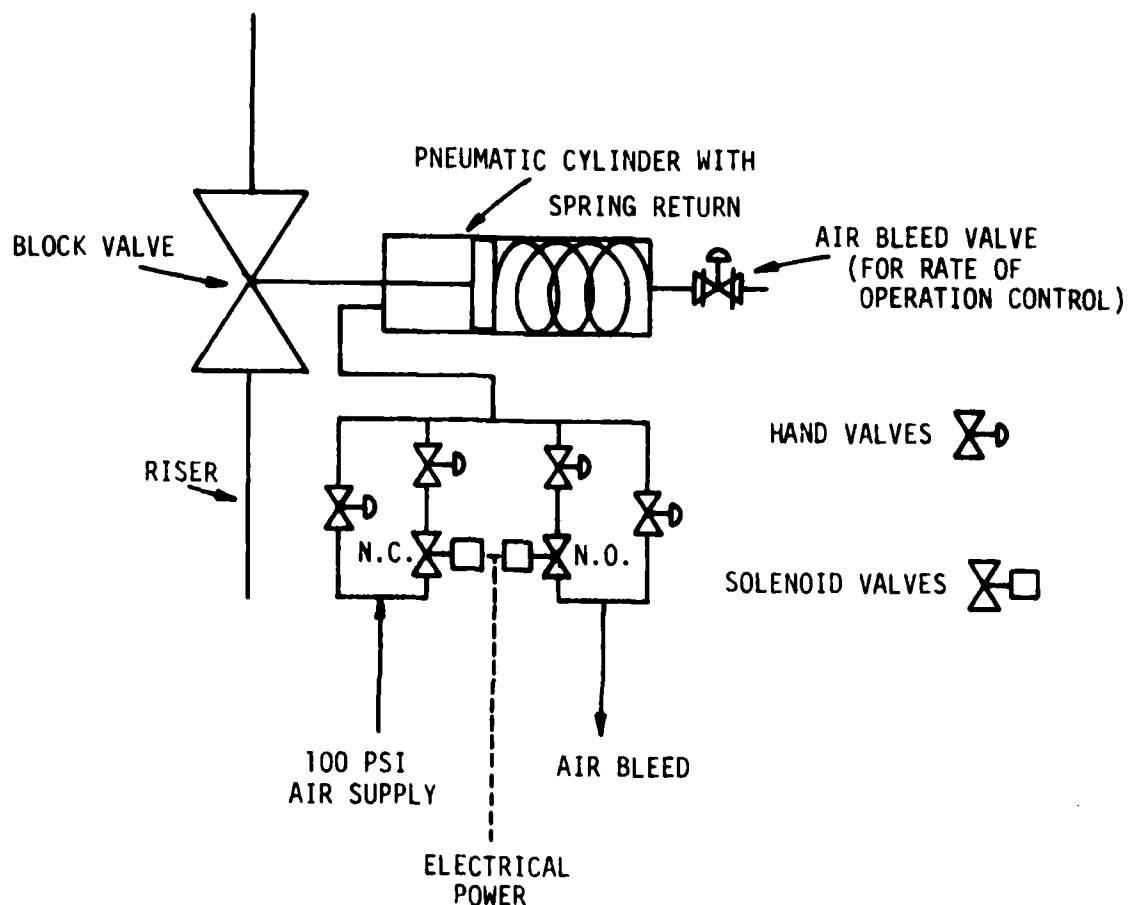 PNEUMATIC CYLINDER WITH
SPRING RETURN
BLOCK VALVE
AIR BLEED VALVE
(FOR RATE OF
OPERATION CONTROL)
HAND VALVES
RISER
N.C.
N.O.
SOLENOID VALVES
100 PSI
AIR SUPPLY
AIR BLEED
ELECTRICAL
POWER